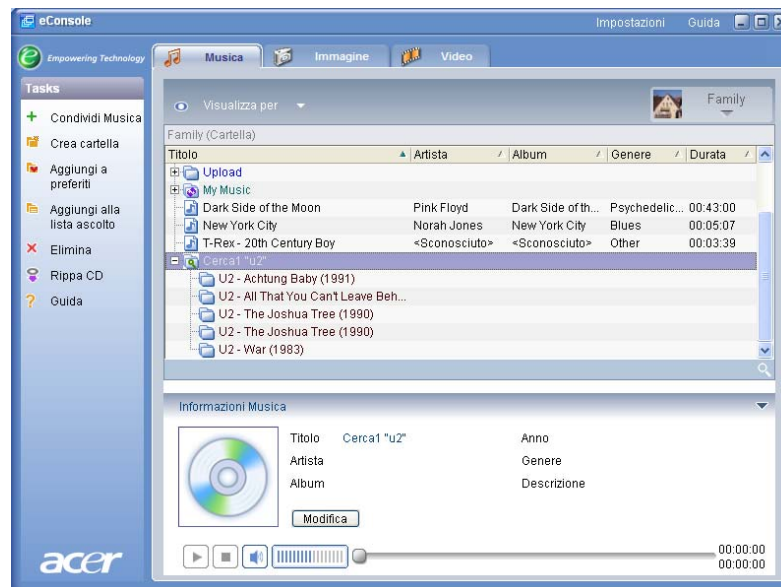 eConsole
Impostazioni Guida
Empowering Technology
Musica Immagine Video
Tasks
Condividi Musica
Crea cartella
Aggiungi a
preferiti
Aggiungi alla
lista ascolto
Elimina
Rippa CD
Guida
Visualizza per
Family
Family (Cartella)
Titolo Artista Album Genere Durata
Upload
My Music
Dark Side of the Moon Pink Floyd Dark Side of th... Psychedelic... 00:43:00
New York City Norah Jones New York City Blues 00:05:07
T-Rex - 20th Century Boy <Sconosciuto> <Sconosciuto> Other 00:03:39
Cerca1 "u2"
U2 - Achtung Baby (1991)
U2 - All That You Can't Leave Beh...
U2 - The Joshua Tree (1990)
U2 - The Joshua Tree (1990)
U2 - War (1983)
Informazioni Musica
Titolo Cerca1 "u2" Anno
Artista Genere
Album Descrizione
Modifica
00:00:00
00:00:00
acer